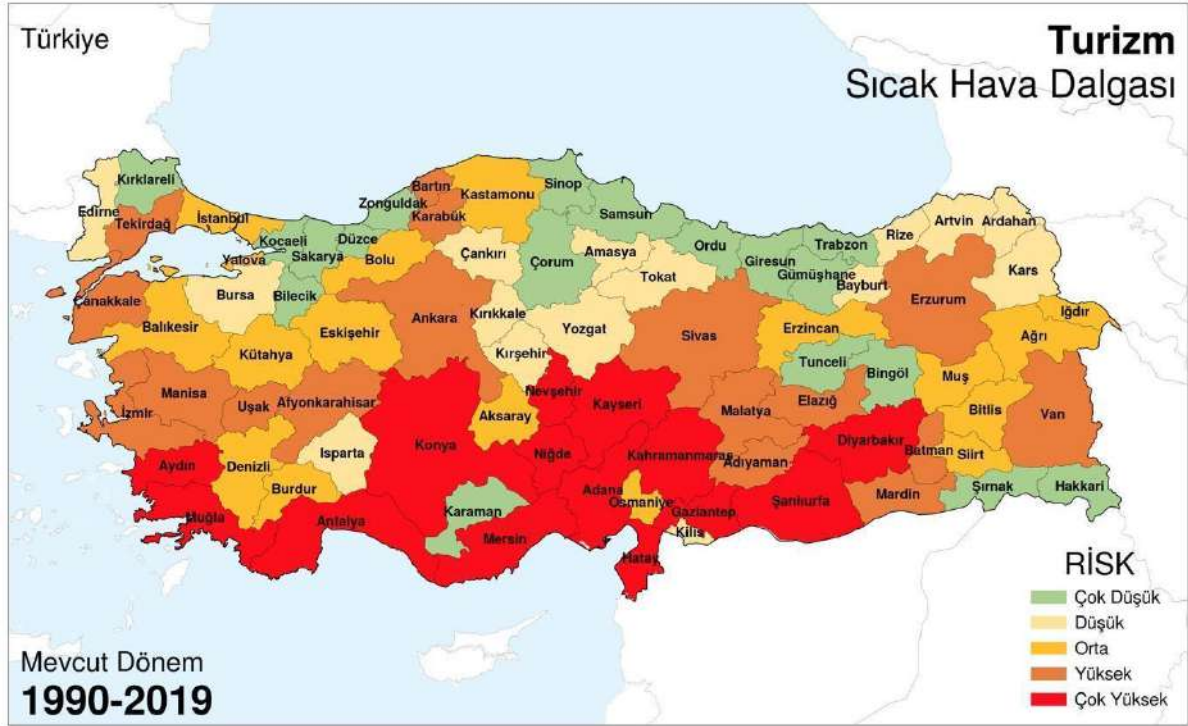 Türkiye
Turizm
Sıcak Hava Dalgası
Kırklareli
Edirne
Tekirdağ
İstanbul
Kocaeli
Yalova
Sakarya
Düzce
Zonguldak
Bartın
Karabük
Kastamonu
Sinop
Samsun
Bolu
Çankırı
Çorum
Amasya
Tokat
Ordu
Giresun
Trabzon
Gümüşhane
Rize
Artvin
Ardahan
Bayburt
Kars
Erzurum
Iğdır
Ağrı
Çanakkale
Bursa
Bilecik
Balıkesir
Kütahya
Eskişehir
Ankara
Kırıkkale
Kırşehir
Yozgat
Sivas
Erzincan
Tunceli
Bingöl
Muş
Bitlis
Van
Manisa
İzmir
Uşak
Afyonkarahisar
Aksaray
Nevşehir
Kayseri
Malatya
Elazığ
Diyarbakır
Batman
Siirt
Aydın
Denizli
Isparta
Burdur
Konya
Niğde
Kahramanmaraş
Adıyaman
Şanlıurfa
Mardin
Şırnak
Hakkari
Muğla
Antalya
Karaman
Mersin
Adana
Osmaniye
Gaziantep
Kilis
Hatay
RİSK
Çok Düşük
Düşük
Orta
Yüksek
Çok Yüksek
Mevcut Dönem
1990-2019